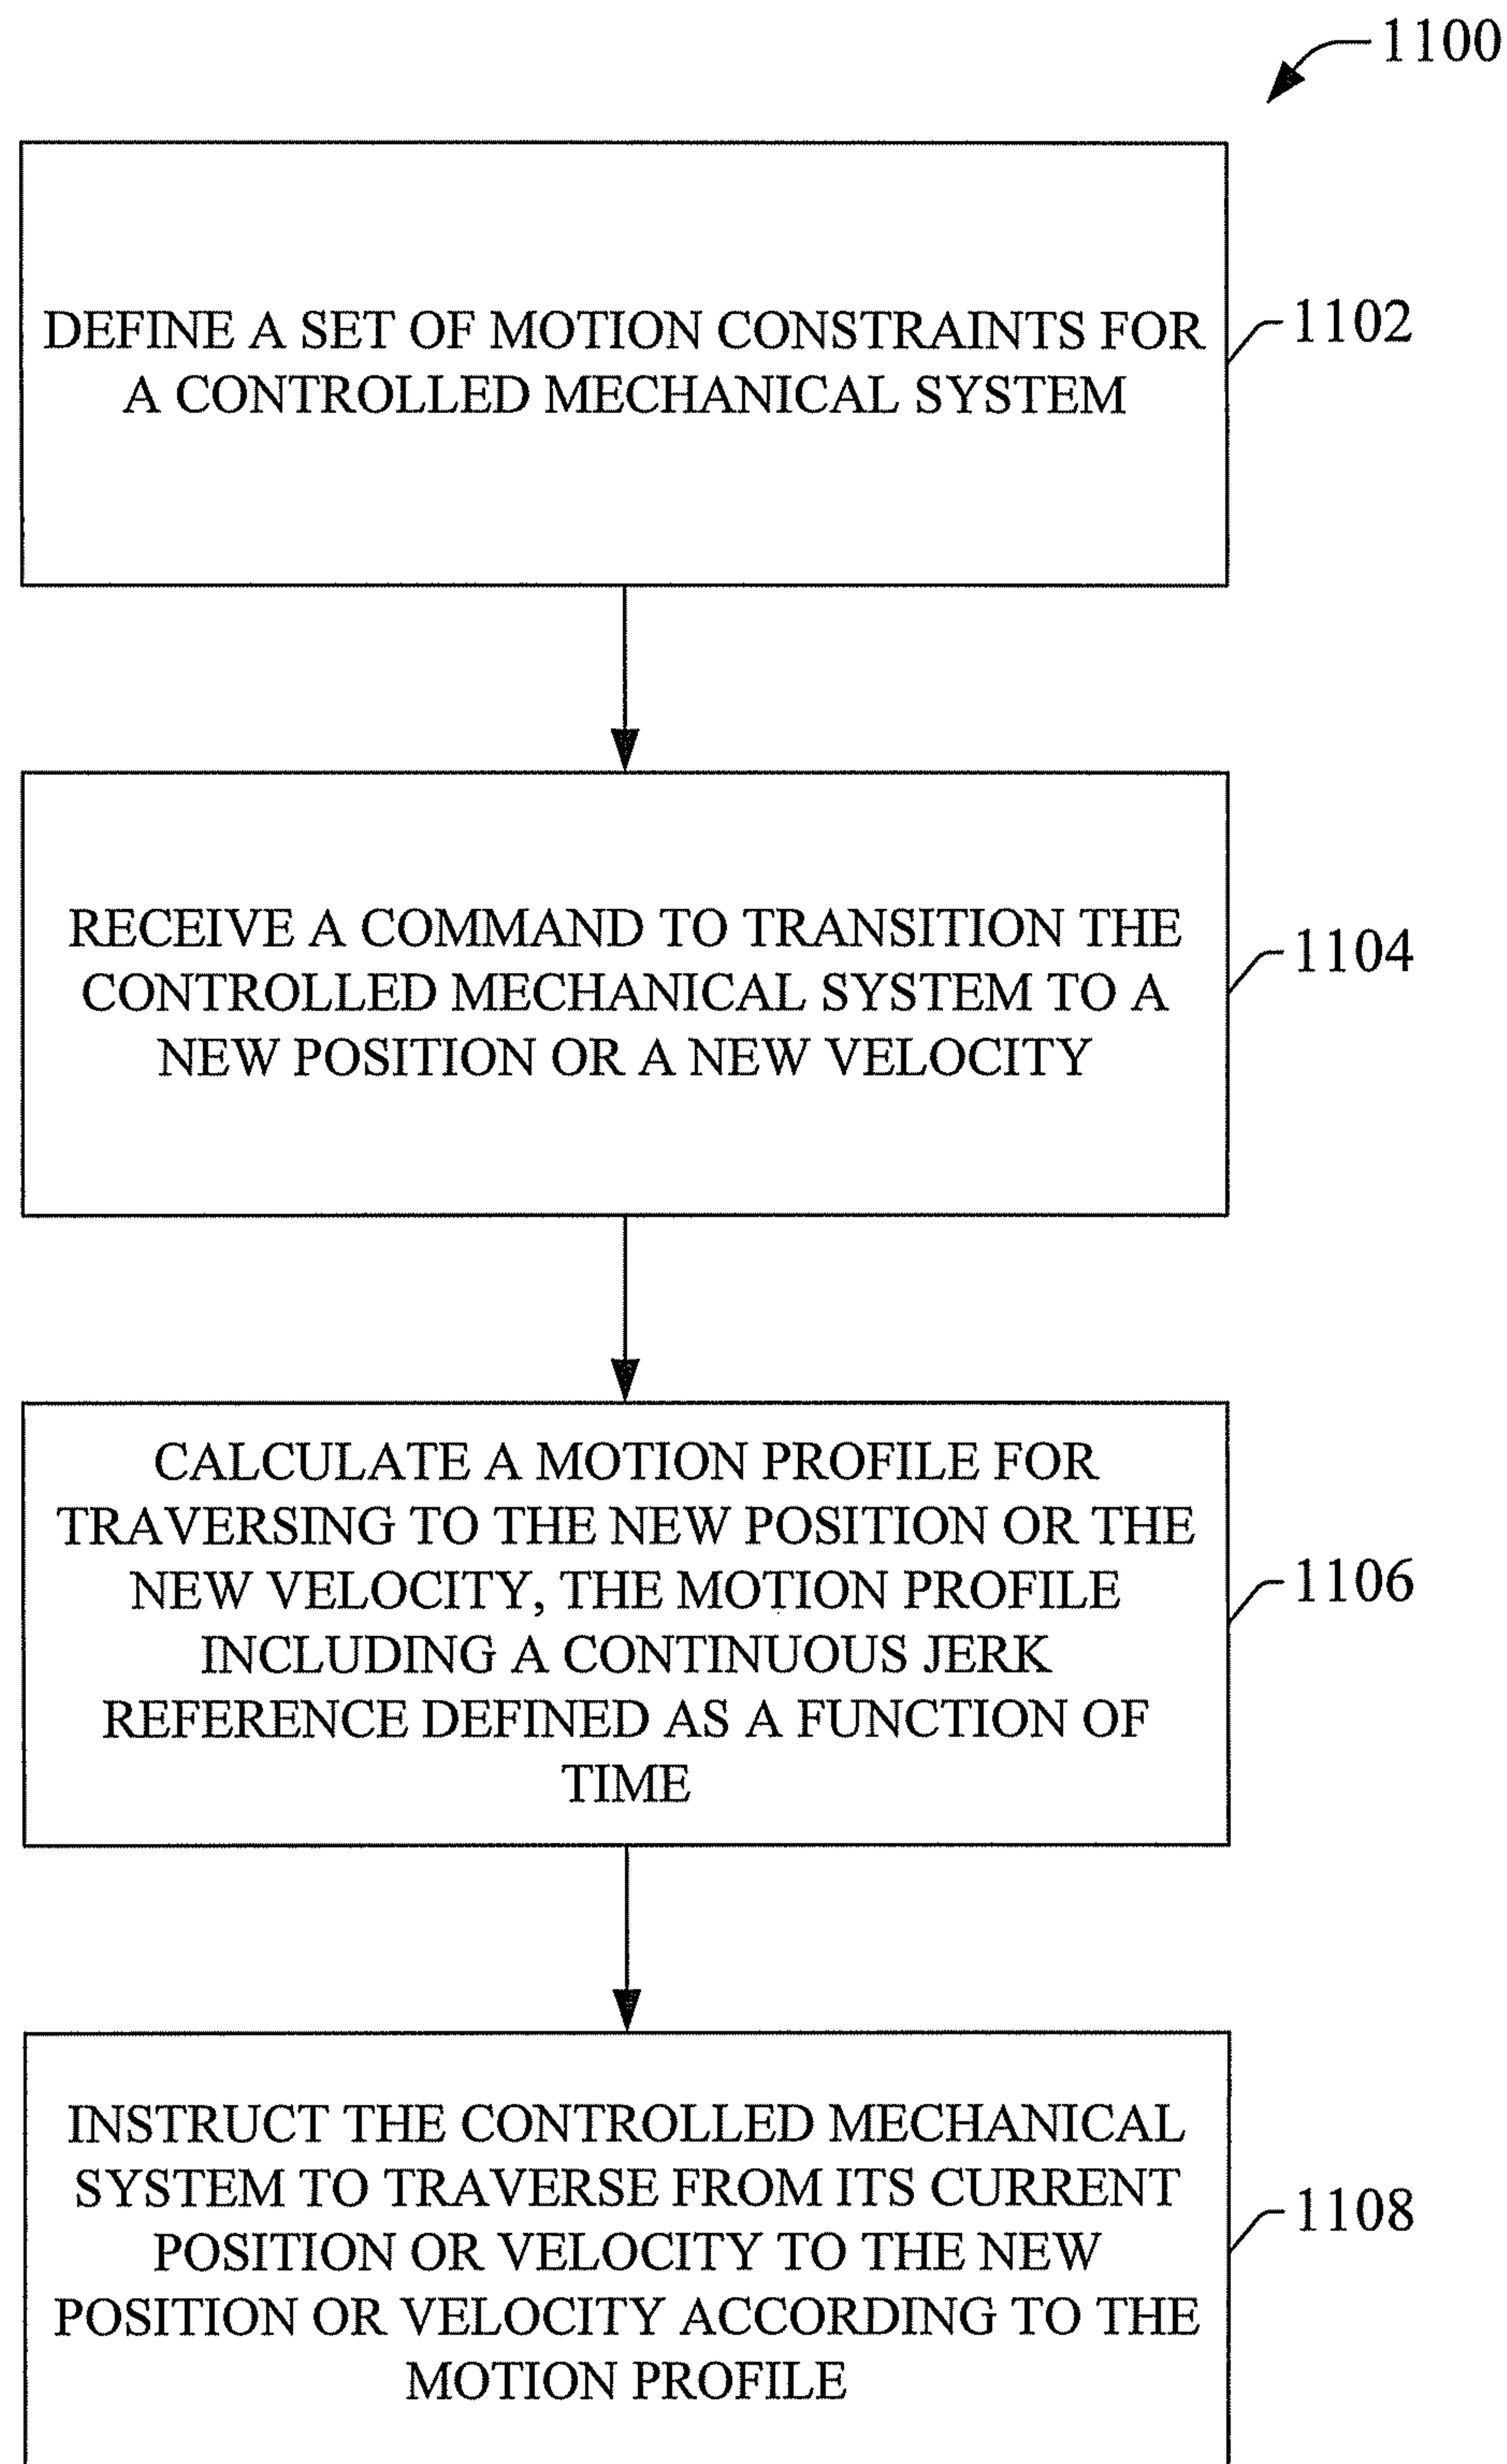 1100
DEFINE A SET OF MOTION CONSTRAINTS FOR
A CONTROLLED MECHANICAL SYSTEM
1102
RECEIVE A COMMAND TO TRANSITION THE
CONTROLLED MECHANICAL SYSTEM TO A
NEW POSITION OR A NEW VELOCITY
1104
CALCULATE A MOTION PROFILE FOR
TRAVERSING TO THE NEW POSITION OR THE
NEW VELOCITY, THE MOTION PROFILE
INCLUDING A CONTINUOUS JERK
REFERENCE DEFINED AS A FUNCTION OF
TIME
1106
INSTRUCT THE CONTROLLED MECHANICAL
SYSTEM TO TRAVERSE FROM ITS CURRENT
POSITION OR VELOCITY TO THE NEW
POSITION OR VELOCITY ACCORDING TO THE
MOTION PROFILE
1108